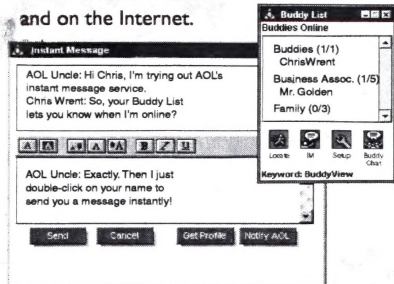 and on the Internet.
Instant Message
AOL Uncle: Hi Chris, I'm trying out AOL's
instant message service.
Chris Wrent: So, your Buddy List
lets you know when I'm online?
A A A A A B I U
AOL Uncle: Exactly. Then I just
double-click on your name to
send you a message instantly!
Send Cancel Get Profile Notify AOL
Buddy List
Buddies Online
Buddies (1/1)
ChrisWrent
Business Assoc. (1/5)
Mr. Golden
Family (0/3)
Locate IM Setup Buddy
Chat
Keyword: BuddyView